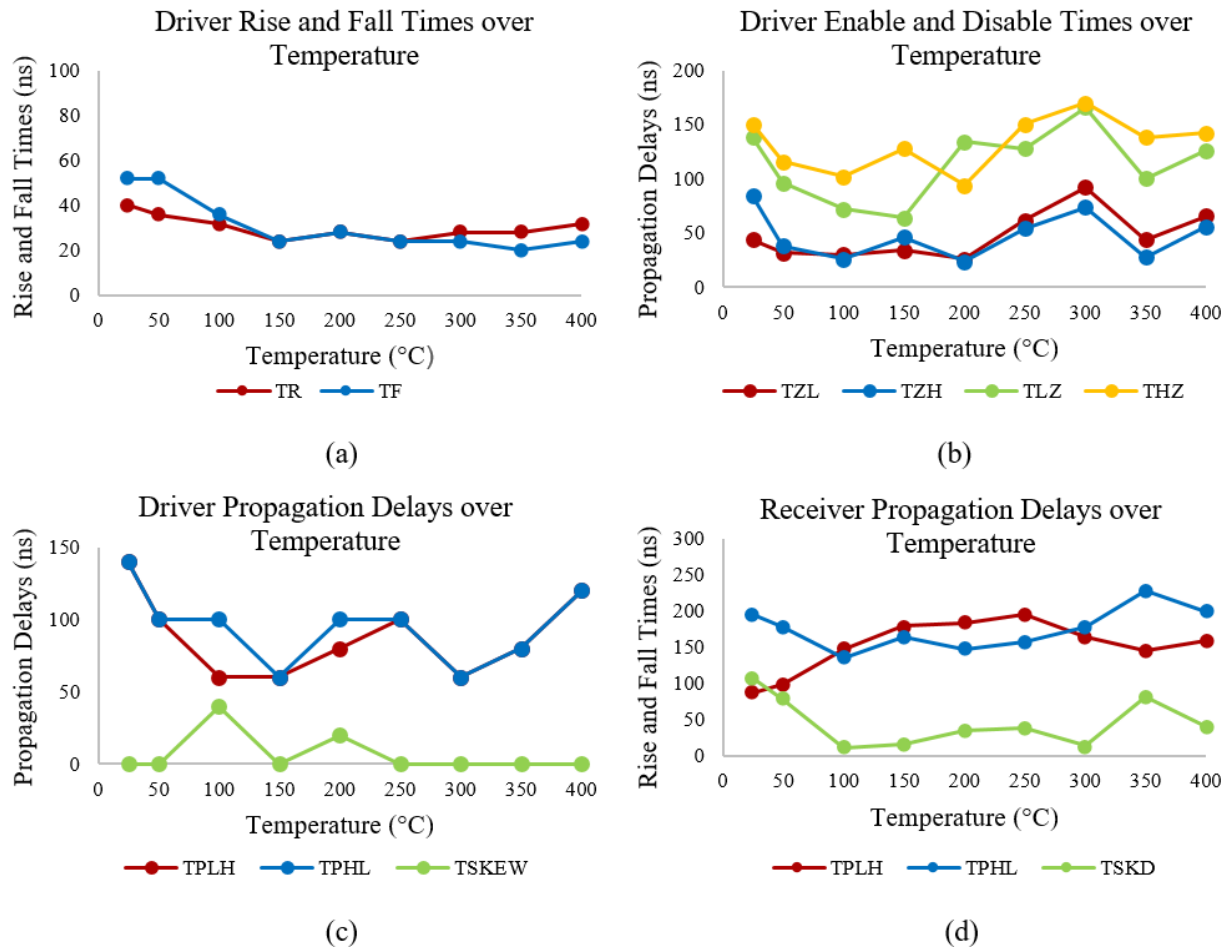 Driver Rise and Fall Times over
Temperature
Rise and Fall Times (ns)
100
80
60
40
20
0
0 50 100 150 200 250 300 350 400
Temperature (°C)
TR TF
(a)
Driver Enable and Disable Times over
Temperature
Propagation Delays (ns)
200
150
100
50
0
0 50 100 150 200 250 300 350 400
Temperature (°C)
TZL TZH TLZ THZ
(b)
Driver Propagation Delays over
Temperature
Propagation Delays (ns)
150
100
50
0
0 50 100 150 200 250 300 350 400
Temperature (°C)
TPLH TPHL TSKEW
(c)
Receiver Propagation Delays over
Temperature
Rise and Fall Times (ns)
300
250
200
150
100
50
0
0 50 100 150 200 250 300 350 400
Temperature (°C)
TPLH TPHL TSKD
(d)